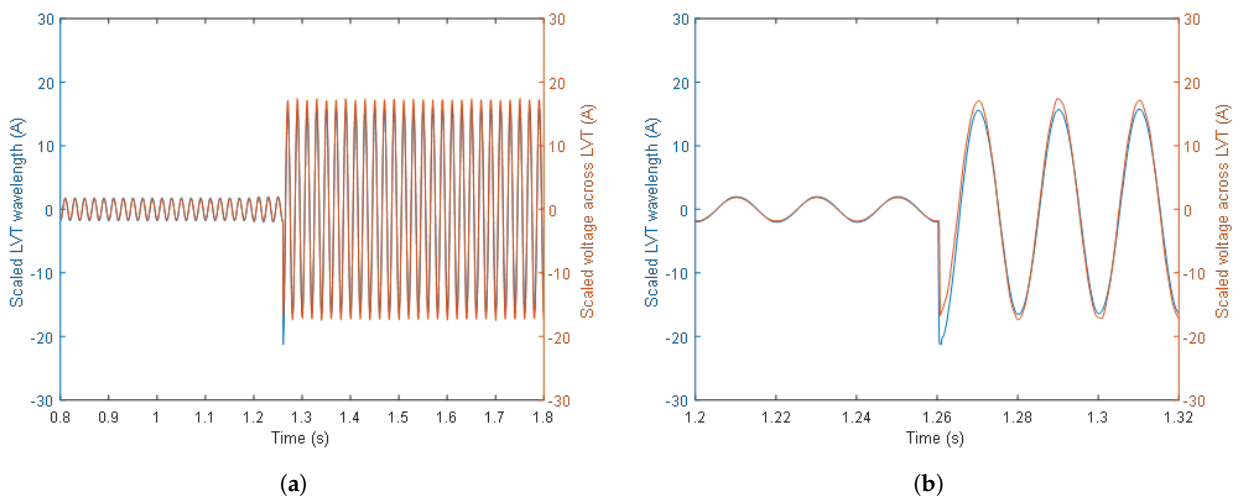 30
20
10
0
-10
-20
-30
Scaled LVT wavelength (A)
30
20
10
0
-10
-20
-30
Scaled voltage across LVT (A)
0.8 0.9 1 1.1 1.2 1.3 1.4 1.5 1.6 1.7 1.8
Time (s)
(a)
30
20
10
0
-10
-20
-30
Scaled LVT wavelength (A)
30
20
10
0
-10
-20
-30
Scaled voltage across LVT (A)
1.2 1.22 1.24 1.26 1.28 1.3 1.32
Time (s)
(b)